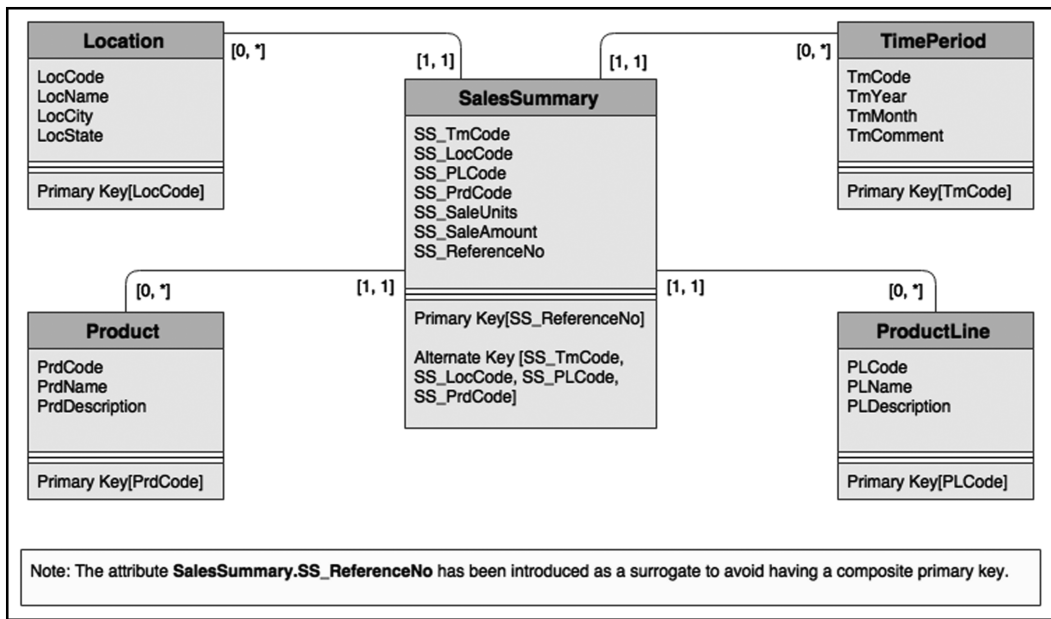 Location
LocCode
LocName
LocCity
LocState
Primary Key[LocCode]
[0, *]
[1, 1]
[1, 1]
[0, *]
TimePeriod
TmCode
TmYear
TmMonth
TmComment
Primary Key[TmCode]
SalesSummary
SS_TmCode
SS_LocCode
SS_PLCode
SS_PrdCode
SS_SaleUnits
SS_SaleAmount
SS_ReferenceNo
Primary Key[SS_ReferenceNo]
Alternate Key [SS_TmCode,
SS_LocCode, SS_PLCode,
SS_PrdCode]
[0, *]
[1, 1]
[1, 1]
[0, *]
Product
PrdCode
PrdName
PrdDescription
Primary Key[PrdCode]
ProductLine
PLCode
PLName
PLDescription
Primary Key[PLCode]
Note: The attribute SalesSummary.SS_ReferenceNo has been introduced as a surrogate to avoid having a composite primary key.